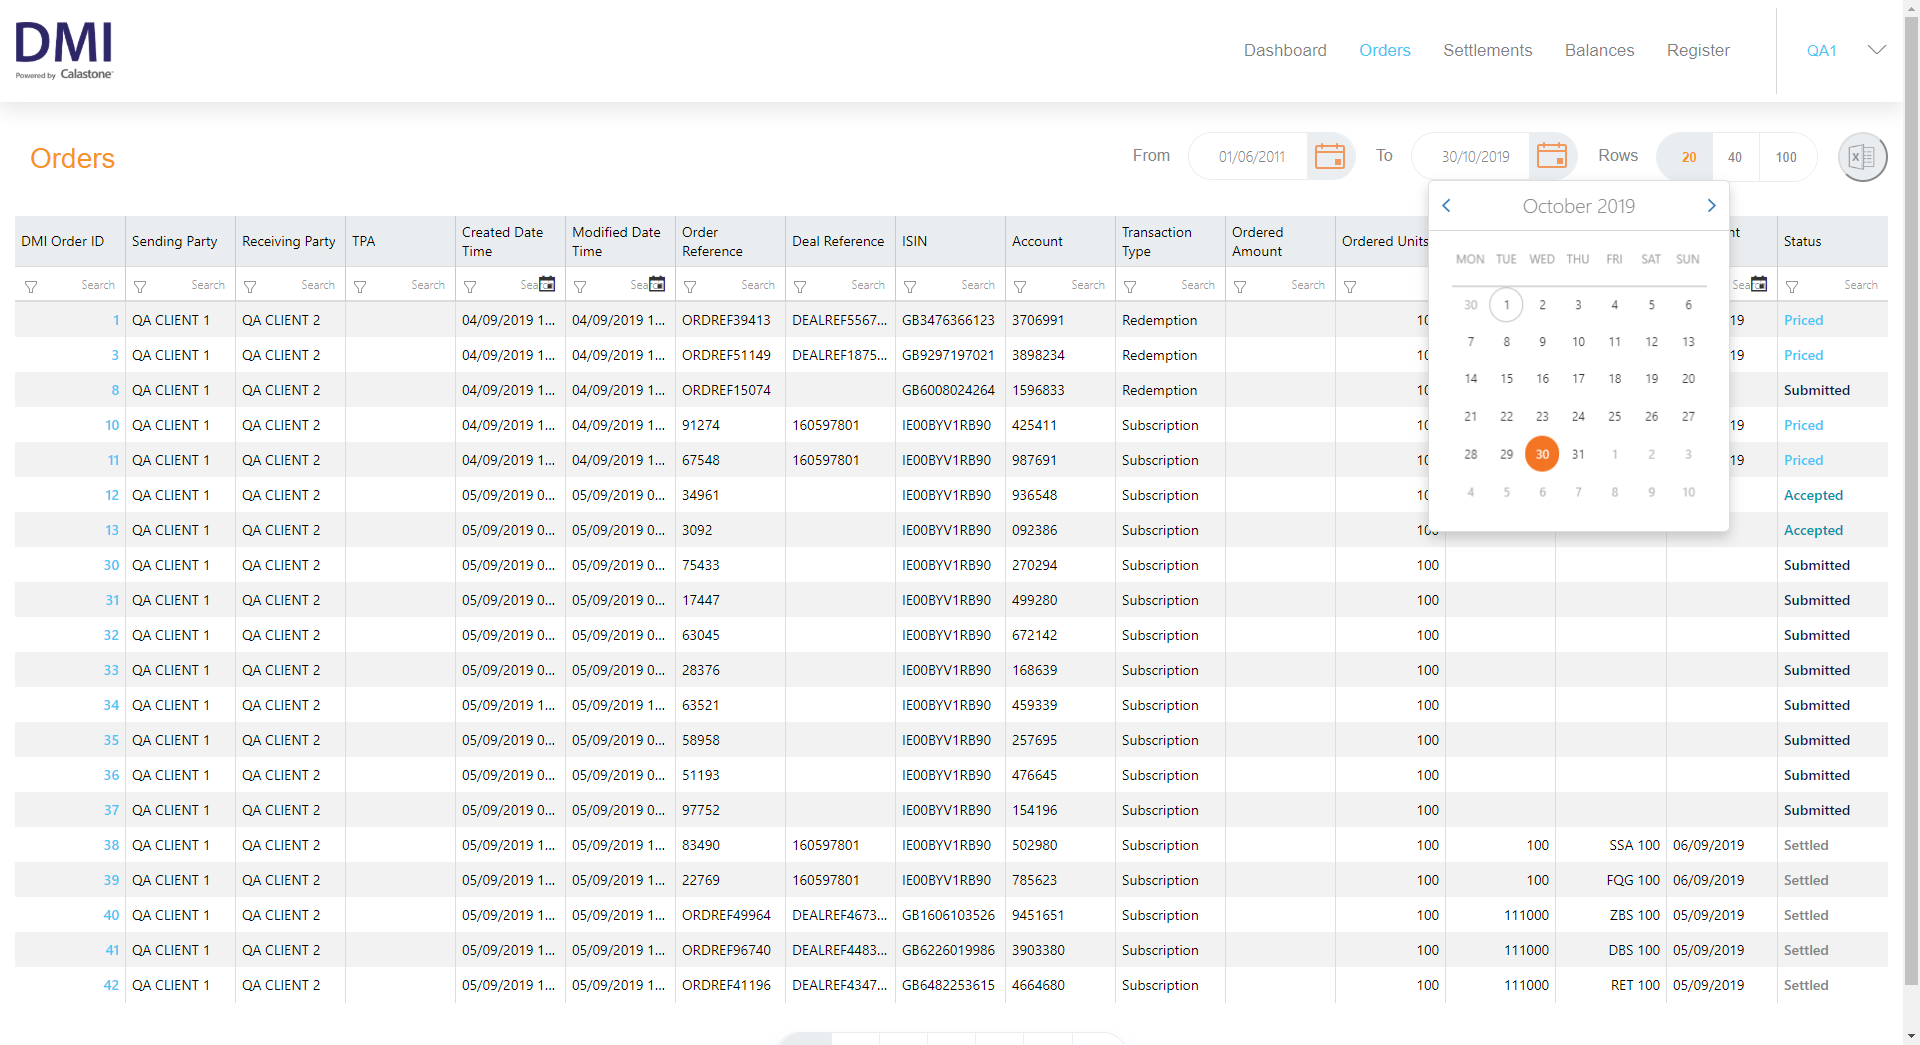 DMI
Powered by Calastone
Dashboard Orders Settlements Balances Register QA1
Orders
From 01/06/2011 To 30/10/2019 Rows 20 40 100
October 2019
MON TUE WED THU FRI SAT SUN
30 1 2 3 4 5 6
7 8 9 10 11 12 13
14 15 16 17 18 19 20
21 22 23 24 25 26 27
28 29 30 31 1 2 3
4 5 6 7 8 9 10
DMI Order ID Sending Party Receiving Party TPA Created Date Time Modified Date Time Order Reference Deal Reference ISIN Account Transaction Type Ordered Amount Ordered Units Status
Search Search Search Search Search Search Search Search Search Search Search Search Search
1 QA CLIENT 1 QA CLIENT 2 04/09/2019 1... 04/09/2019 1... ORDREF39413 DEALREF5567... GB3476366123 3706991 Redemption 10 19 Priced
3 QA CLIENT 1 QA CLIENT 2 04/09/2019 1... 04/09/2019 1... ORDREF51149 DEALREF1875... GB9297197021 3898234 Redemption 10 19 Priced
8 QA CLIENT 1 QA CLIENT 2 04/09/2019 1... 04/09/2019 1... ORDREF15074 GB6008024264 1596833 Redemption 10 Submitted
10 QA CLIENT 1 QA CLIENT 2 04/09/2019 1... 04/09/2019 1... 91274 160597801 IE00BYV1RB90 425411 Subscription 10 19 Priced
11 QA CLIENT 1 QA CLIENT 2 04/09/2019 1... 04/09/2019 1... 67548 160597801 IE00BYV1RB90 987691 Subscription 10 19 Priced
12 QA CLIENT 1 QA CLIENT 2 05/09/2019 0... 05/09/2019 0... 34961 IE00BYV1RB90 936548 Subscription 10 Accepted
13 QA CLIENT 1 QA CLIENT 2 05/09/2019 0... 05/09/2019 0... 3092 IE00BYV1RB90 092386 Subscription 100 Accepted
30 QA CLIENT 1 QA CLIENT 2 05/09/2019 0... 05/09/2019 0... 75433 IE00BYV1RB90 270294 Subscription 100 Submitted
31 QA CLIENT 1 QA CLIENT 2 05/09/2019 0... 05/09/2019 0... 17447 IE00BYV1RB90 499280 Subscription 100 Submitted
32 QA CLIENT 1 QA CLIENT 2 05/09/2019 0... 05/09/2019 0... 63045 IE00BYV1RB90 672142 Subscription 100 Submitted
33 QA CLIENT 1 QA CLIENT 2 05/09/2019 0... 05/09/2019 0... 28376 IE00BYV1RB90 168639 Subscription 100 Submitted
34 QA CLIENT 1 QA CLIENT 2 05/09/2019 1... 05/09/2019 1... 63521 IE00BYV1RB90 459339 Subscription 100 Submitted
35 QA CLIENT 1 QA CLIENT 2 05/09/2019 0... 05/09/2019 0... 58958 IE00BYV1RB90 257695 Subscription 100 Submitted
36 QA CLIENT 1 QA CLIENT 2 05/09/2019 0... 05/09/2019 0... 51193 IE00BYV1RB90 476645 Subscription 100 Submitted
37 QA CLIENT 1 QA CLIENT 2 05/09/2019 0... 05/09/2019 0... 97752 IE00BYV1RB90 154196 Subscription 100 Submitted
38 QA CLIENT 1 QA CLIENT 2 05/09/2019 1... 05/09/2019 1... 83490 160597801 IE00BYV1RB90 502980 Subscription 100 100 SSA 100 06/09/2019 Settled
39 QA CLIENT 1 QA CLIENT 2 05/09/2019 1... 05/09/2019 1... 22769 160597801 IE00BYV1RB90 785623 Subscription 100 100 FQG 100 06/09/2019 Settled
40 QA CLIENT 1 QA CLIENT 2 05/09/2019 1... 05/09/2019 1... ORDREF49964 DEALREF4673... GB1606103526 9451651 Subscription 100 111000 ZBS 100 05/09/2019 Settled
41 QA CLIENT 1 QA CLIENT 2 05/09/2019 1... 05/09/2019 1... ORDREF96740 DEALREF4483... GB6226019986 3903380 Subscription 100 111000 DBS 100 05/09/2019 Settled
42 QA CLIENT 1 QA CLIENT 2 05/09/2019 1... 05/09/2019 1... ORDREF41196 DEALREF4347... GB6482253615 4664680 Subscription 100 111000 RET 100 05/09/2019 Settled